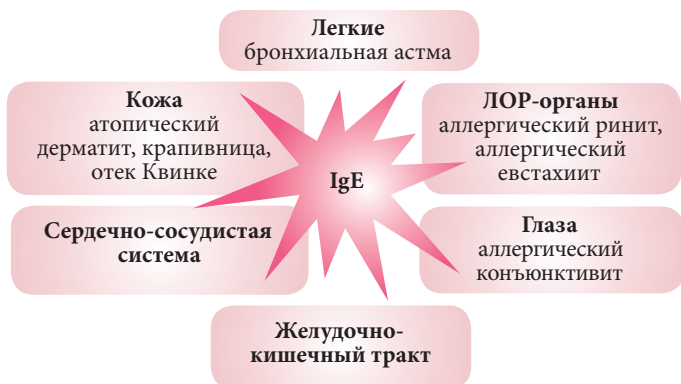 Легкие
бронхиальная астма
Кожа
атопический
дерматит, крапивница,
отек Квинке
ЛОР-органы
аллергический ринит,
аллергический
евстахиит
IgE
Сердечно-сосудистая
система
Глаза
аллергический
конъюнктивит
Желудочно-
кишечный тракт